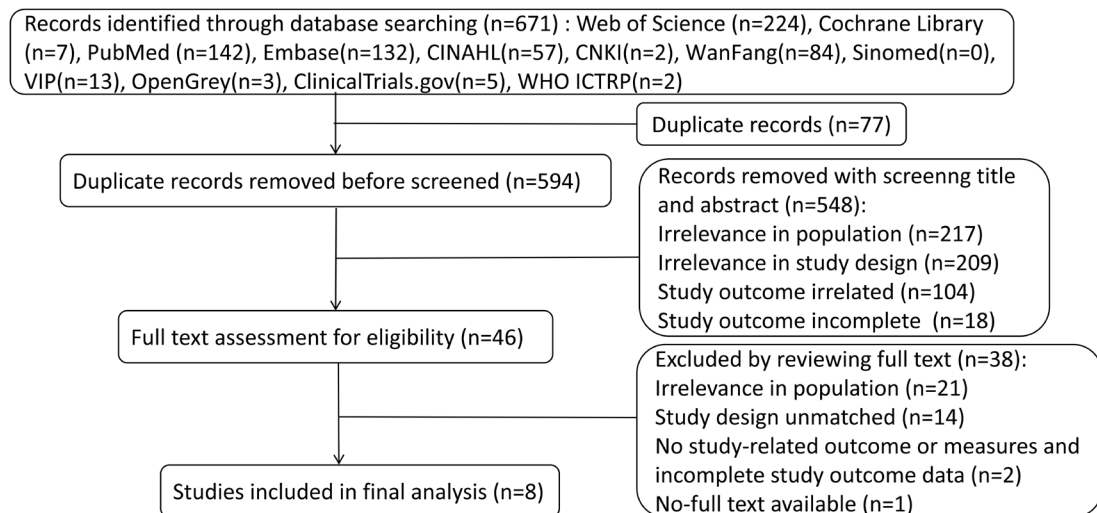 Records identified through database searching (n=671) : Web of Science (n=224), Cochrane Library
(n=7), PubMed (n=142), Embase(n=132), CINAHL(n=57), CNKI(n=2), WanFang(n=84), Sinomed(n=0),
VIP(n=13), OpenGrey(n=3), ClinicalTrials.gov(n=5), WHO ICTRP(n=2)
Duplicate records (n=77)
Duplicate records removed before screened (n=594)
Records removed with screenng title
and abstract (n=548):
Irrelevance in population (n=217)
Irrelevance in study design (n=209)
Study outcome irrelated (n=104)
Study outcome incomplete (n=18)
Full text assessment for eligibility (n=46)
Excluded by reviewing full text (n=38):
Irrelevance in population (n=21)
Study design unmatched (n=14)
No study-related outcome or measures and
incomplete study outcome data (n=2)
No-full text available (n=1)
Studies included in final analysis (n=8)